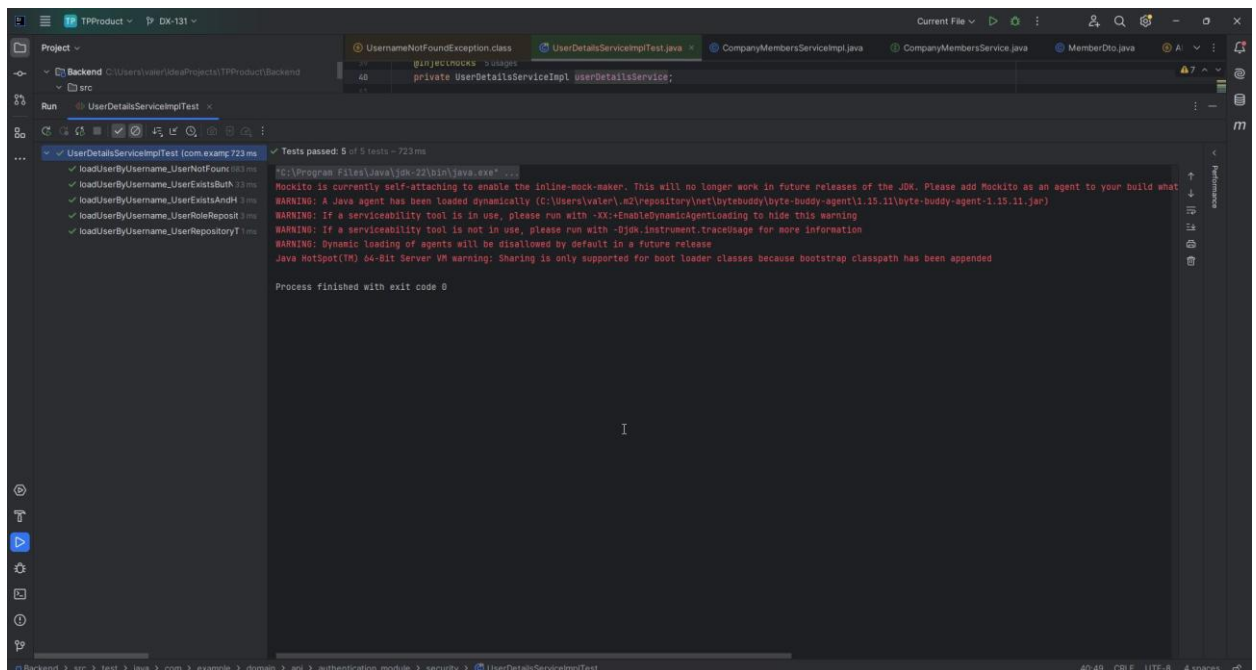 TP TPProduct DX-131 Current File
Project
UsernameNotFoundException.class UserDetailsServiceImplTest.java CompanyMembersServiceImpl.java CompanyMembersService.java MemberDto.java
Backend C:\Users\valer\IdeaProjects\TPProduct\Backend
@InjectMocks 5 usages
7
src
40 private UserDetailsServiceImpl userDetailsService;
Run UserDetailsServiceImplTest
m
UserDetailsServiceImplTest (com.examp 723 ms
Tests passed: 5 of 5 tests – 723 ms
loadUserByUsername_UserNotFound 683 ms
loadUserByUsername_UserExistsButN 33 ms
loadUserByUsername_UserExistsAndH 3 ms
loadUserByUsername_UserRoleReposit 3 ms
loadUserByUsername_UserRepositoryT 1 ms
"C:\Program Files\Java\jdk-22\bin\java.exe" ...
Mockito is currently self-attaching to enable the inline-mock-maker. This will no longer work in future releases of the JDK. Please add Mockito as an agent to your build what
WARNING: A Java agent has been loaded dynamically (C:\Users\valer\.m2\repository\net\bytebuddy\byte-buddy-agent\1.15.11\byte-buddy-agent-1.15.11.jar)
WARNING: If a serviceability tool is in use, please run with -XX:+EnableDynamicAgentLoading to hide this warning
WARNING: If a serviceability tool is not in use, please run with -Djdk.instrument.traceUsage for more information
WARNING: Dynamic loading of agents will be disallowed by default in a future release
Java HotSpot(TM) 64-Bit Server VM warning: Sharing is only supported for boot loader classes because bootstrap classpath has been appended
Process finished with exit code 0
Performance
Backend > src > test > java > com > example > domain > api > authentication_module > security > UserDetailsServiceImplTest 40:49 CRLF UTF-8 4 spaces